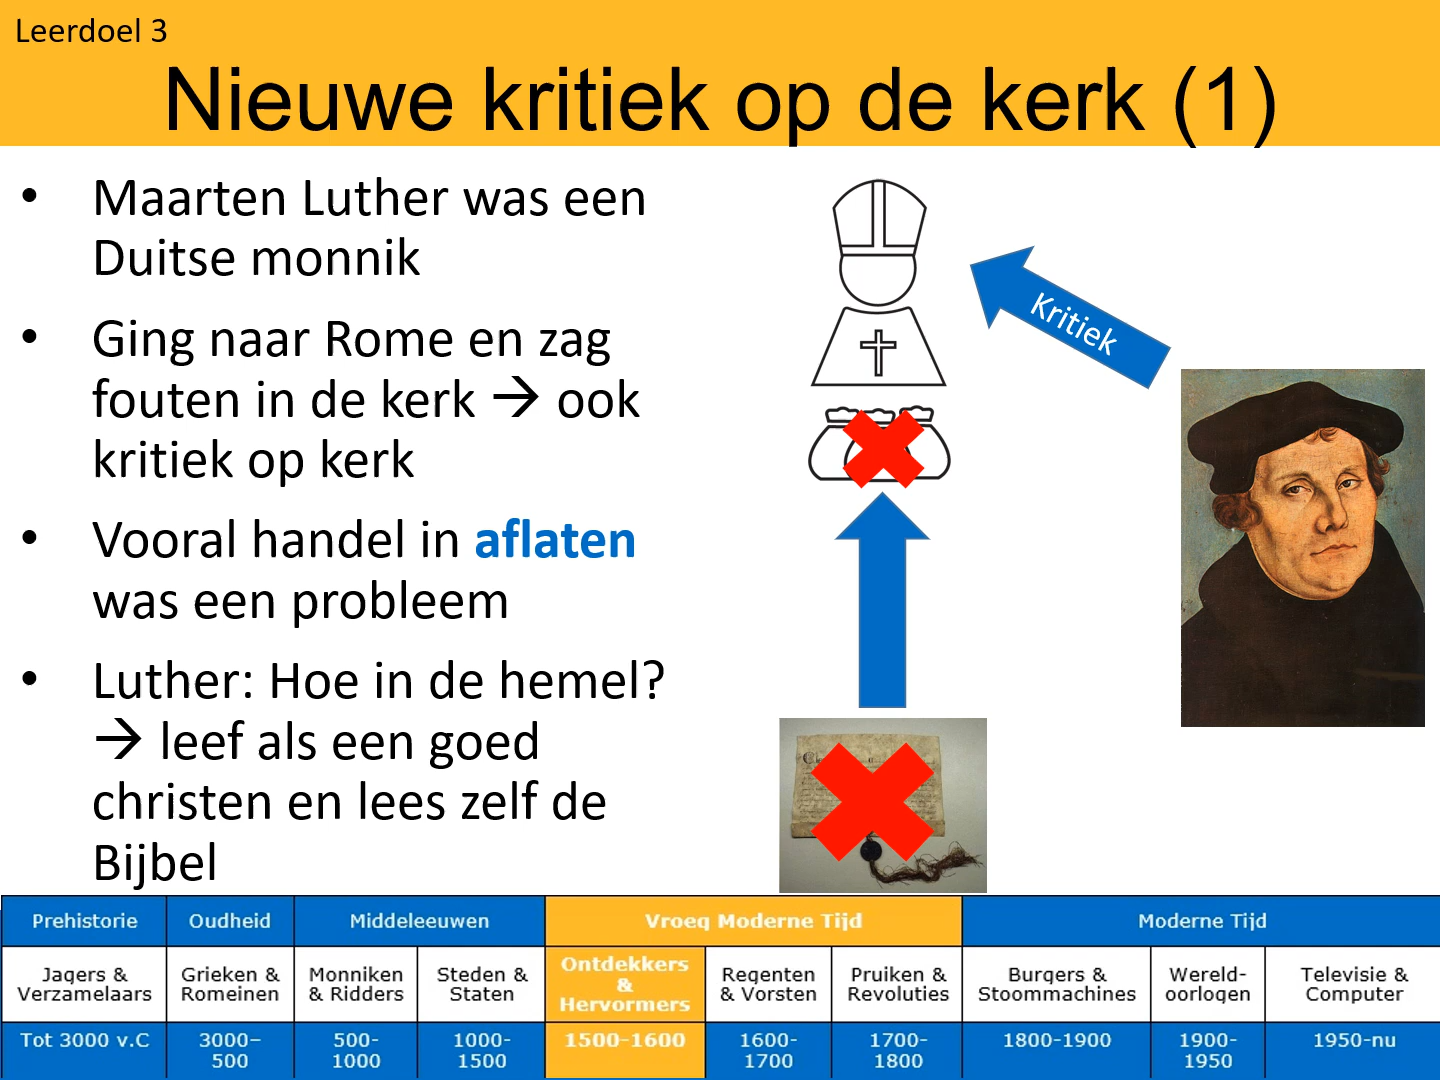 Leerdoel 3
Nieuwe kritiek op de kerk (1)
• Maarten Luther was een
Duitse monnik
• Ging naar Rome en zag
fouten in de kerk → ook
kritiek op kerk
• Vooral handel in aflaten
was een probleem
• Luther: Hoe in de hemel?
→ leef als een goed
christen en lees zelf de
Bijbel
Kritiek
Prehistorie Oudheid Middeleeuwen Vroeg Moderne Tijd Moderne Tijd
Jagers & Verzamelaars
Grieken & Romeinen
Monniken & Ridders
Steden & Staten
Ontdekkers & Hervormers
Regenten & Vorsten
Pruiken & Revoluties
Burgers & Stoommachines
Wereld-oorlogen
Televisie & Computer
Tot 3000 v.C
3000–500
500-1000
1000-1500
1500-1600
1600-1700
1700-1800
1800-1900
1900-1950
1950-nu